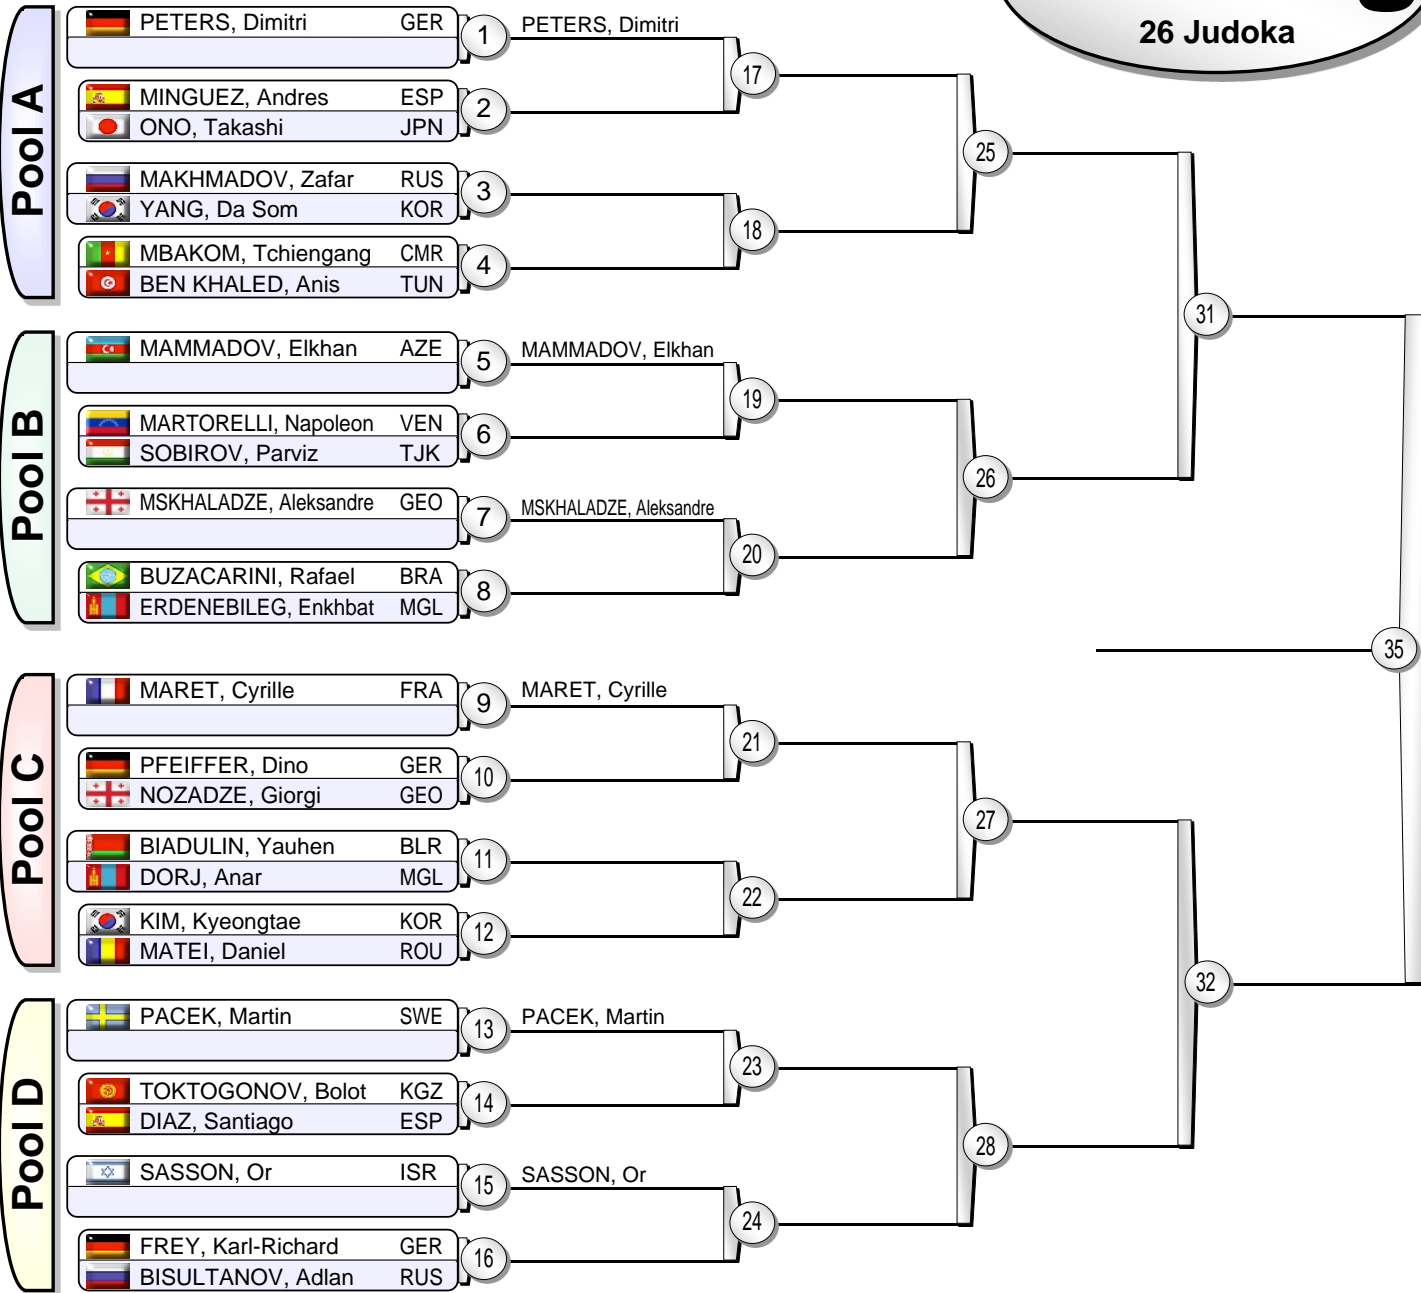 26 Judoka
Pool A
PETERS, Dimitri GER 1 PETERS, Dimitri
17
MINGUEZ, Andres ESP
2
ONO, Takashi JPN
25
MAKHMADOV, Zafar RUS
3
YANG, Da Som KOR
18
MBAKOM, Tchiengang CMR
4
BEN KHALED, Anis TUN
31
Pool B
MAMMADOV, Elkhan AZE 5 MAMMADOV, Elkhan
19
MARTORELLI, Napoleon VEN
6
SOBIROV, Parviz TJK
26
MSKHALADZE, Aleksandre GEO 7 MSKHALADZE, Aleksandre
20
BUZACARINI, Rafael BRA
8
ERDENEBILEG, Enkhbat MGL
35
Pool C
MARET, Cyrille FRA 9 MARET, Cyrille
21
PFEIFFER, Dino GER
10
NOZADZE, Giorgi GEO
27
BIADULIN, Yauhen BLR
11
DORJ, Anar MGL
22
KIM, Kyeongtae KOR
12
MATEI, Daniel ROU
32
Pool D
PACEK, Martin SWE 13 PACEK, Martin
23
TOKTOGONOV, Bolot KGZ
14
DIAZ, Santiago ESP
28
SASSON, Or ISR 15 SASSON, Or
24
FREY, Karl-Richard GER
16
BISULTANOV, Adlan RUS